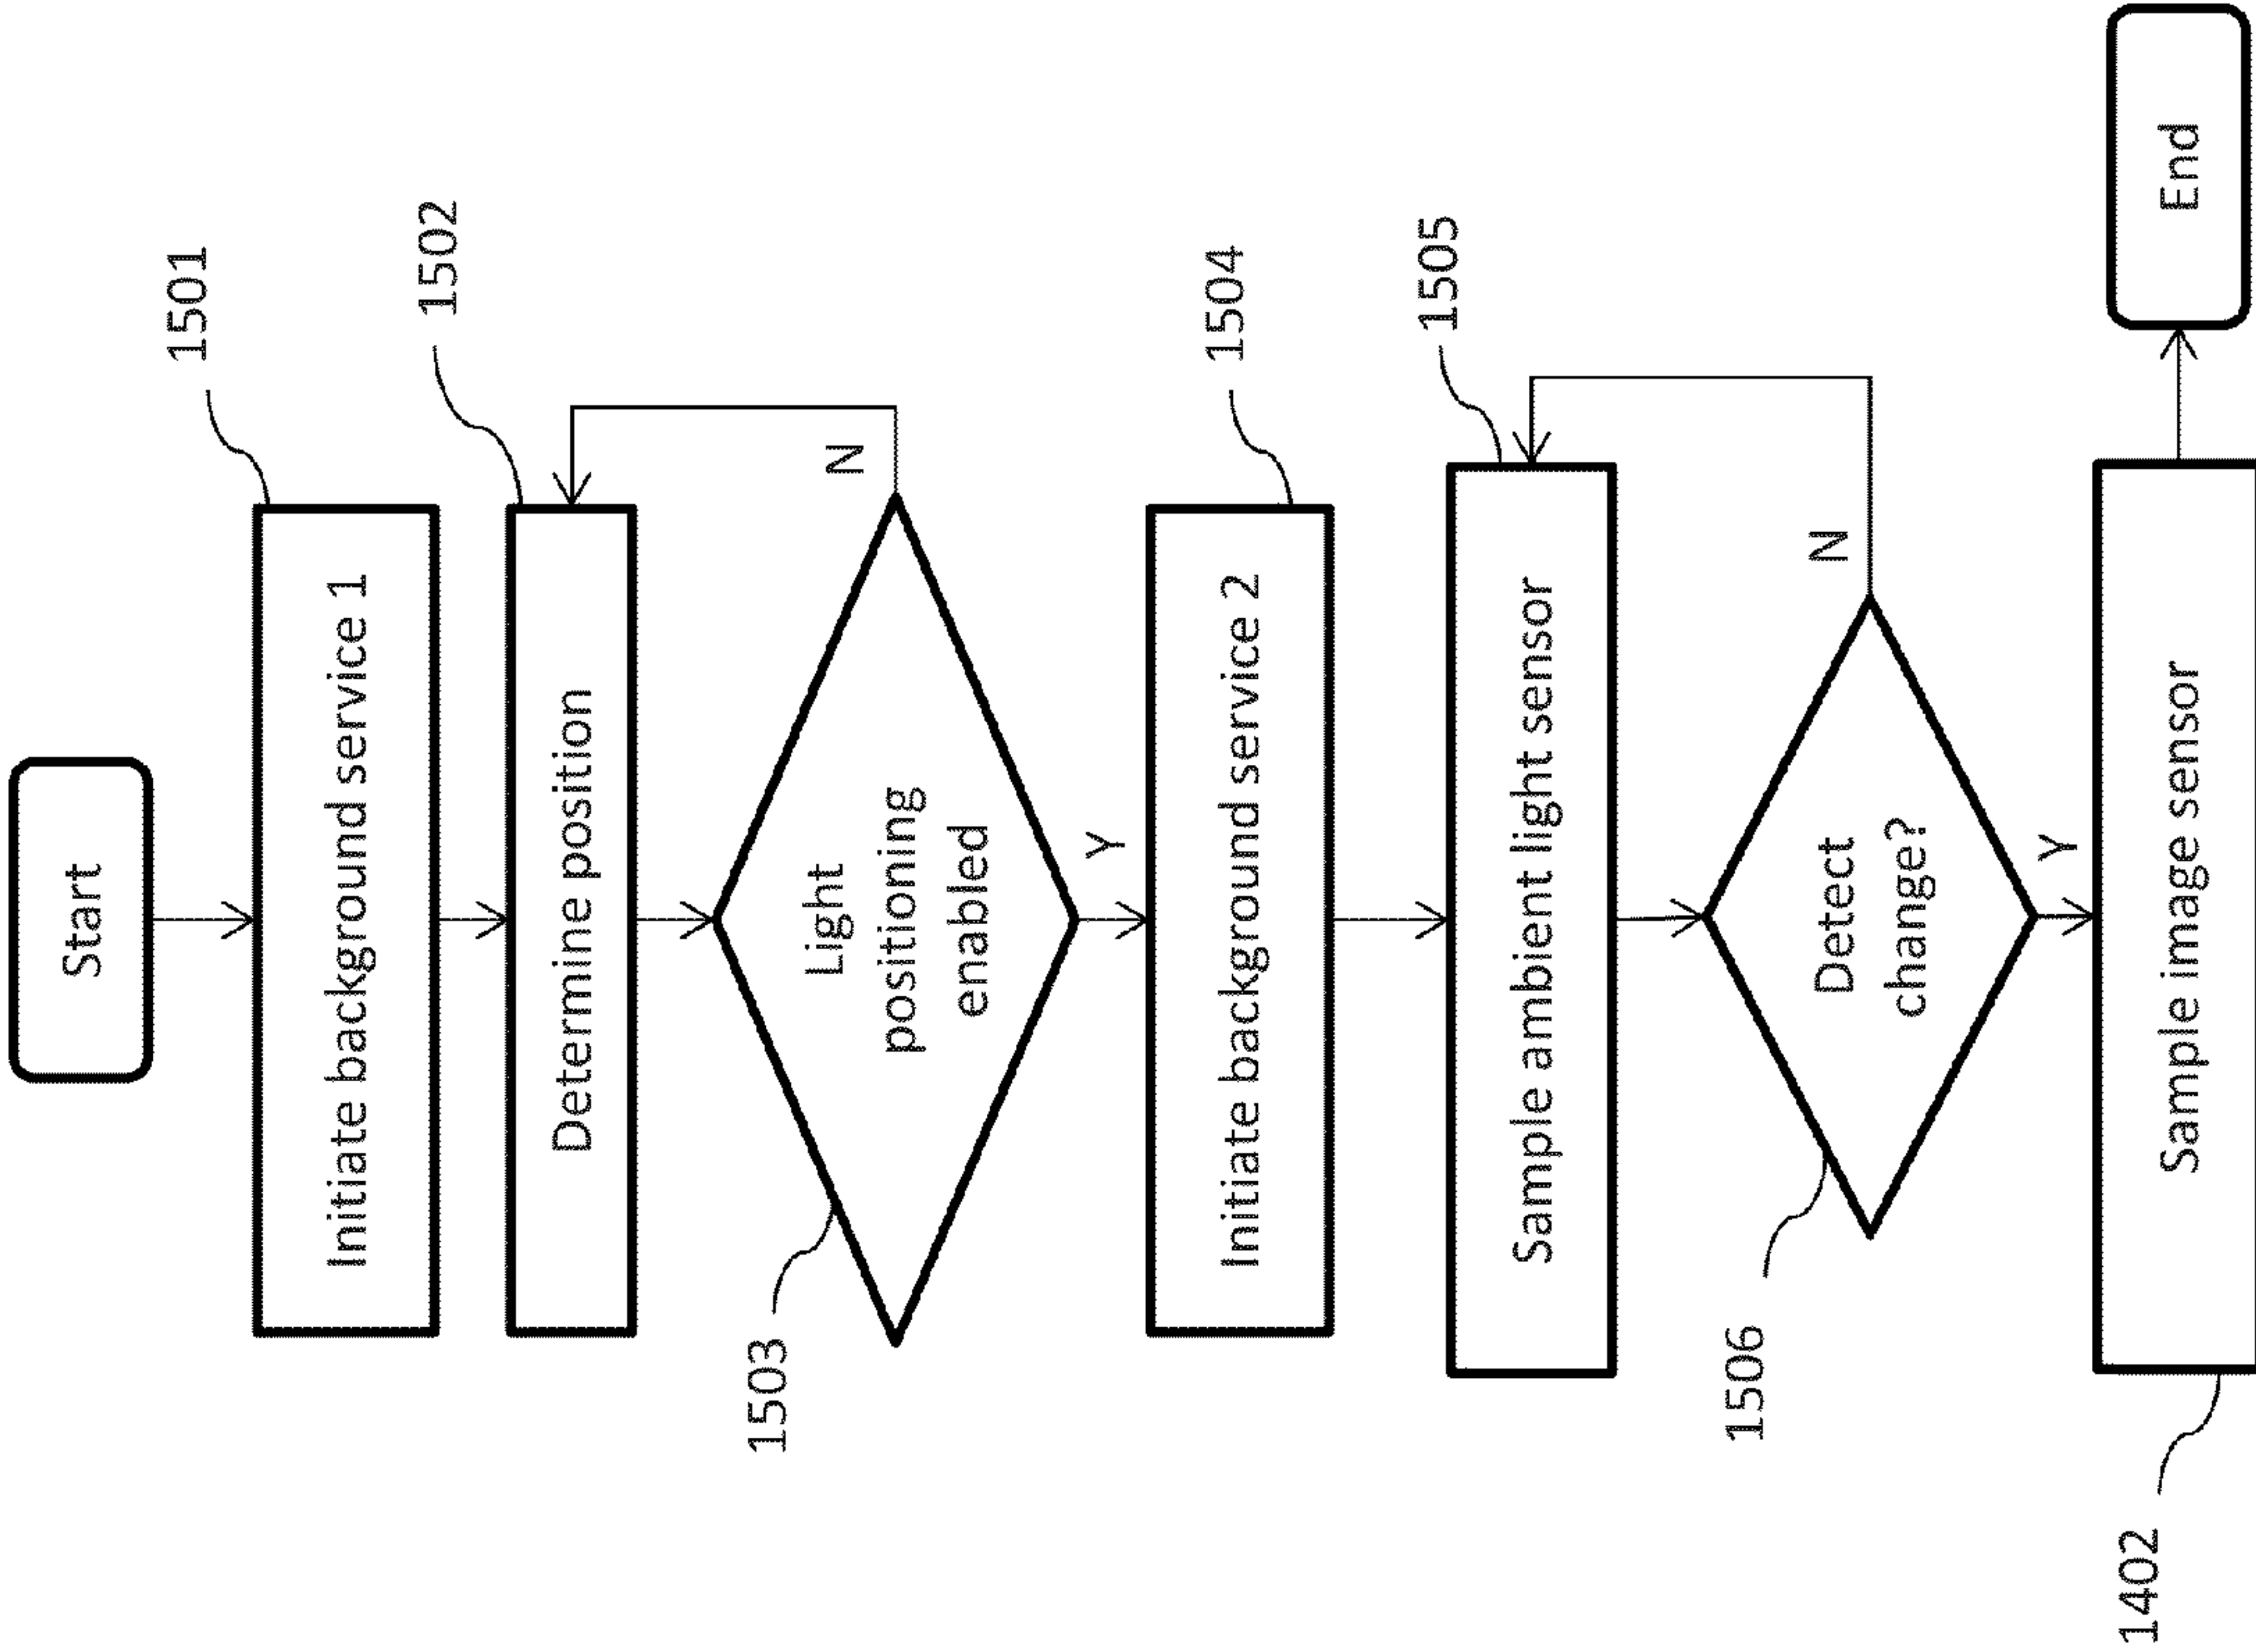 Start
1501
Initiate background service 1
1502
Determine position
1503
Light
positioning
enabled
N
Y
1504
Initiate background service 2
1505
Sample ambient light sensor
1506
Detect
change?
N
Y
1402
Sample image sensor
End